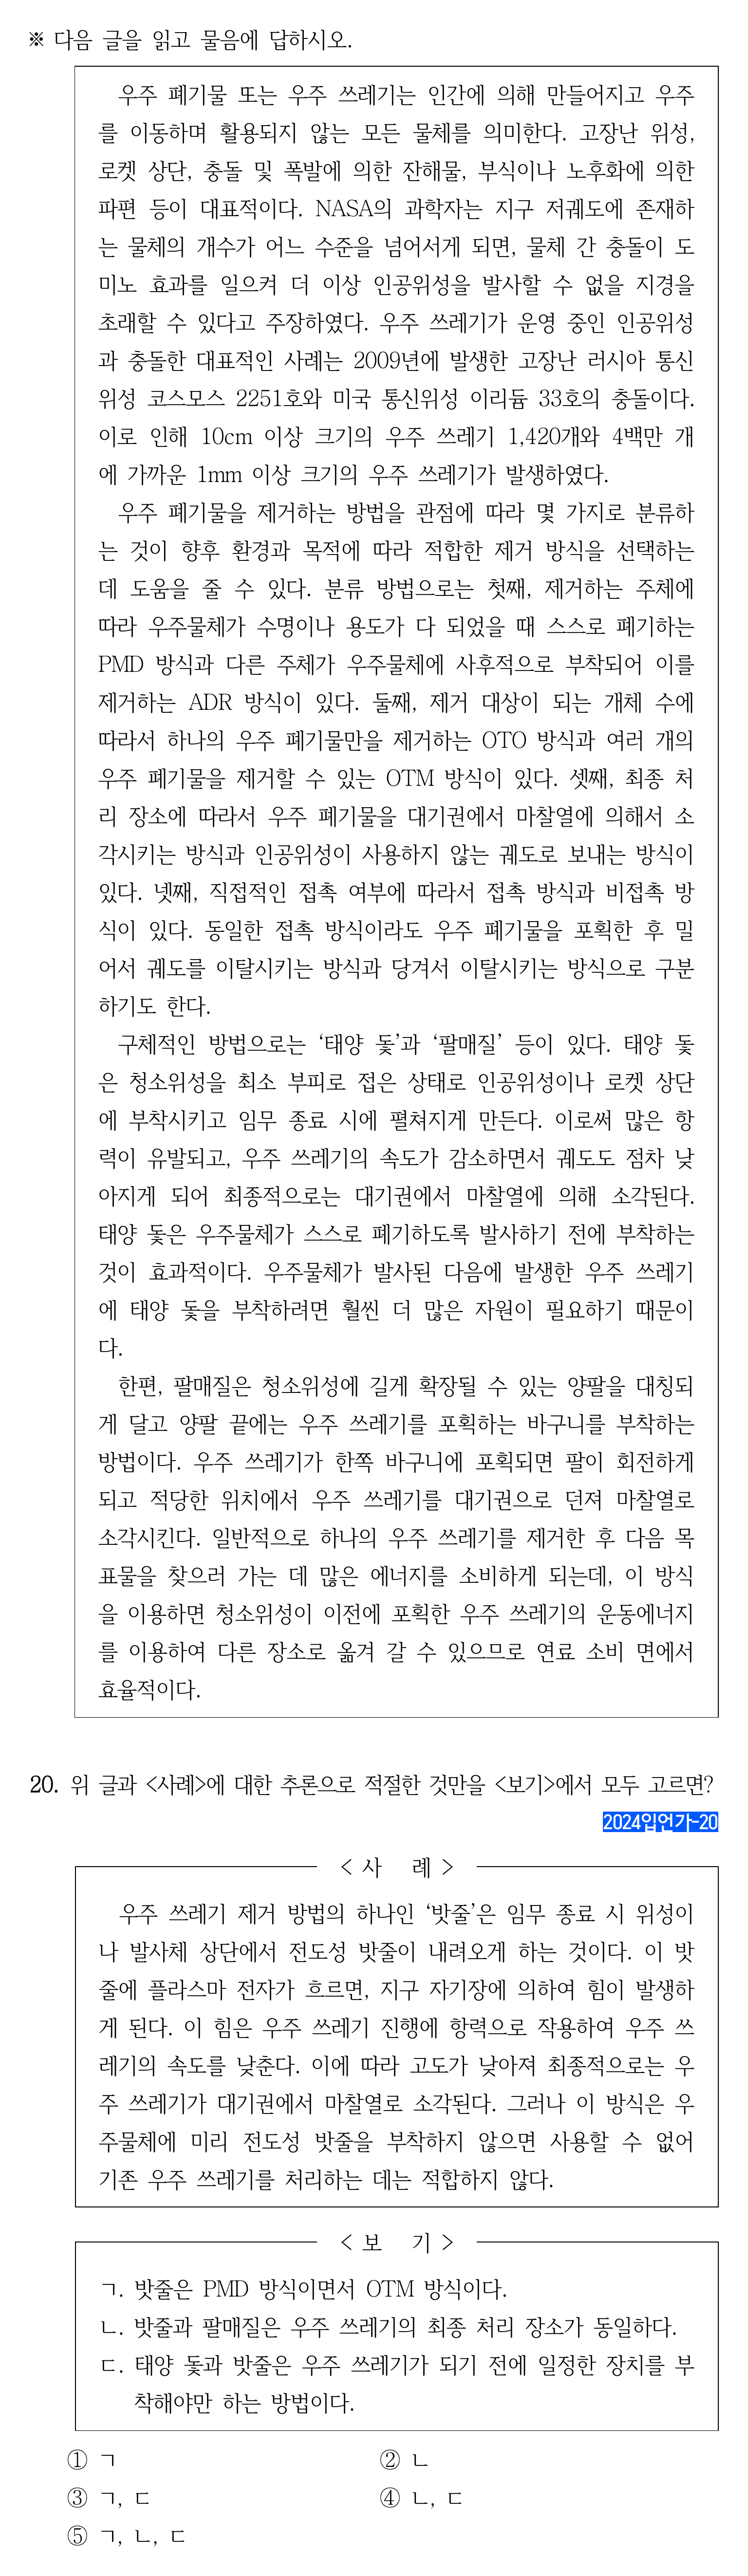 ※ 다음 글을 읽고 물음에 답하시오.
우주 폐기물 또는 우주 쓰레기는 인간에 의해 만들어지고 우주
를 이동하며 활용되지 않는 모든 물체를 의미한다. 고장난 위성,
로켓 상단, 충돌 및 폭발에 의한 잔해물, 부식이나 노후화에 의한
파편 등이 대표적이다. NASA의 과학자는 지구 저궤도에 존재하
는 물체의 개수가 어느 수준을 넘어서게 되면, 물체 간 충돌이 도
미노 효과를 일으켜 더 이상 인공위성을 발사할 수 없을 지경을
초래할 수 있다고 주장하였다. 우주 쓰레기가 운영 중인 인공위성
과 충돌한 대표적인 사례는 2009년에 발생한 고장난 러시아 통신
위성 코스모스 2251호와 미국 통신위성 이리듐 33호의 충돌이다.
이로 인해 10cm 이상 크기의 우주 쓰레기 1,420개와 4백만 개
에 가까운 1mm 이상 크기의 우주 쓰레기가 발생하였다.
우주 폐기물을 제거하는 방법을 관점에 따라 몇 가지로 분류하
는 것이 향후 환경과 목적에 따라 적합한 제거 방식을 선택하는
데 도움을 줄 수 있다. 분류 방법으로는 첫째, 제거하는 주체에
따라 우주물체가 수명이나 용도가 다 되었을 때 스스로 폐기하는
PMD 방식과 다른 주체가 우주물체에 사후적으로 부착되어 이를
제거하는 ADR 방식이 있다. 둘째, 제거 대상이 되는 개체 수에
따라서 하나의 우주 폐기물만을 제거하는 OTO 방식과 여러 개의
우주 폐기물을 제거할 수 있는 OTM 방식이 있다. 셋째, 최종 처
리 장소에 따라서 우주 폐기물을 대기권에서 마찰열에 의해서 소
각시키는 방식과 인공위성이 사용하지 않는 궤도로 보내는 방식이
있다. 넷째, 직접적인 접촉 여부에 따라서 접촉 방식과 비접촉 방
식이 있다. 동일한 접촉 방식이라도 우주 폐기물을 포획한 후 밀
어서 궤도를 이탈시키는 방식과 당겨서 이탈시키는 방식으로 구분
하기도 한다.
구체적인 방법으로는 ‘태양 돛’과 ‘팔매질’ 등이 있다. 태양 돛
은 청소위성을 최소 부피로 접은 상태로 인공위성이나 로켓 상단
에 부착시키고 임무 종료 시에 펼쳐지게 만든다. 이로써 많은 항
력이 유발되고, 우주 쓰레기의 속도가 감소하면서 궤도도 점차 낮
아지게 되어 최종적으로는 대기권에서 마찰열에 의해 소각된다.
태양 돛은 우주물체가 스스로 폐기하도록 발사하기 전에 부착하는
것이 효과적이다. 우주물체가 발사된 다음에 발생한 우주 쓰레기
에 태양 돛을 부착하려면 훨씬 더 많은 자원이 필요하기 때문이
다.
한편, 팔매질은 청소위성에 길게 확장될 수 있는 양팔을 대칭되
게 달고 양팔 끝에는 우주 쓰레기를 포획하는 바구니를 부착하는
방법이다. 우주 쓰레기가 한쪽 바구니에 포획되면 팔이 회전하게
되고 적당한 위치에서 우주 쓰레기를 대기권으로 던져 마찰열로
소각시킨다. 일반적으로 하나의 우주 쓰레기를 제거한 후 다음 목
표물을 찾으러 가는 데 많은 에너지를 소비하게 되는데, 이 방식
을 이용하면 청소위성이 이전에 포획한 우주 쓰레기의 운동에너지
를 이용하여 다른 장소로 옮겨 갈 수 있으므로 연료 소비 면에서
효율적이다.
20. 위 글과 <사례>에 대한 추론으로 적절한 것만을 <보기>에서 모두 고르면?
2024입언가-20
< 사 례 >
우주 쓰레기 제거 방법의 하나인 ‘밧줄’은 임무 종료 시 위성이
나 발사체 상단에서 전도성 밧줄이 내려오게 하는 것이다. 이 밧
줄에 플라스마 전자가 흐르면, 지구 자기장에 의하여 힘이 발생하
게 된다. 이 힘은 우주 쓰레기 진행에 항력으로 작용하여 우주 쓰
레기의 속도를 낮춘다. 이에 따라 고도가 낮아져 최종적으로는 우
주 쓰레기가 대기권에서 마찰열로 소각된다. 그러나 이 방식은 우
주물체에 미리 전도성 밧줄을 부착하지 않으면 사용할 수 없어
기존 우주 쓰레기를 처리하는 데는 적합하지 않다.
< 보 기 >
ㄱ. 밧줄은 PMD 방식이면서 OTM 방식이다.
ㄴ. 밧줄과 팔매질은 우주 쓰레기의 최종 처리 장소가 동일하다.
ㄷ. 태양 돛과 밧줄은 우주 쓰레기가 되기 전에 일정한 장치를 부
착해야만 하는 방법이다.
① ㄱ ② ㄴ
③ ㄱ, ㄷ ④ ㄴ, ㄷ
⑤ ㄱ, ㄴ, ㄷ